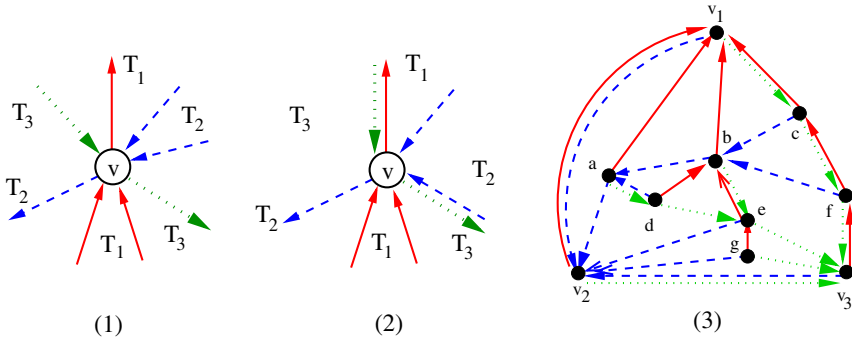 T1
T3
T2
v
T2
T3
T1
(1)
T1
T3
v
T2
T2
T1
T3
(2)
v1
c
b
a
f
d
e
g
v2
v3
(3)